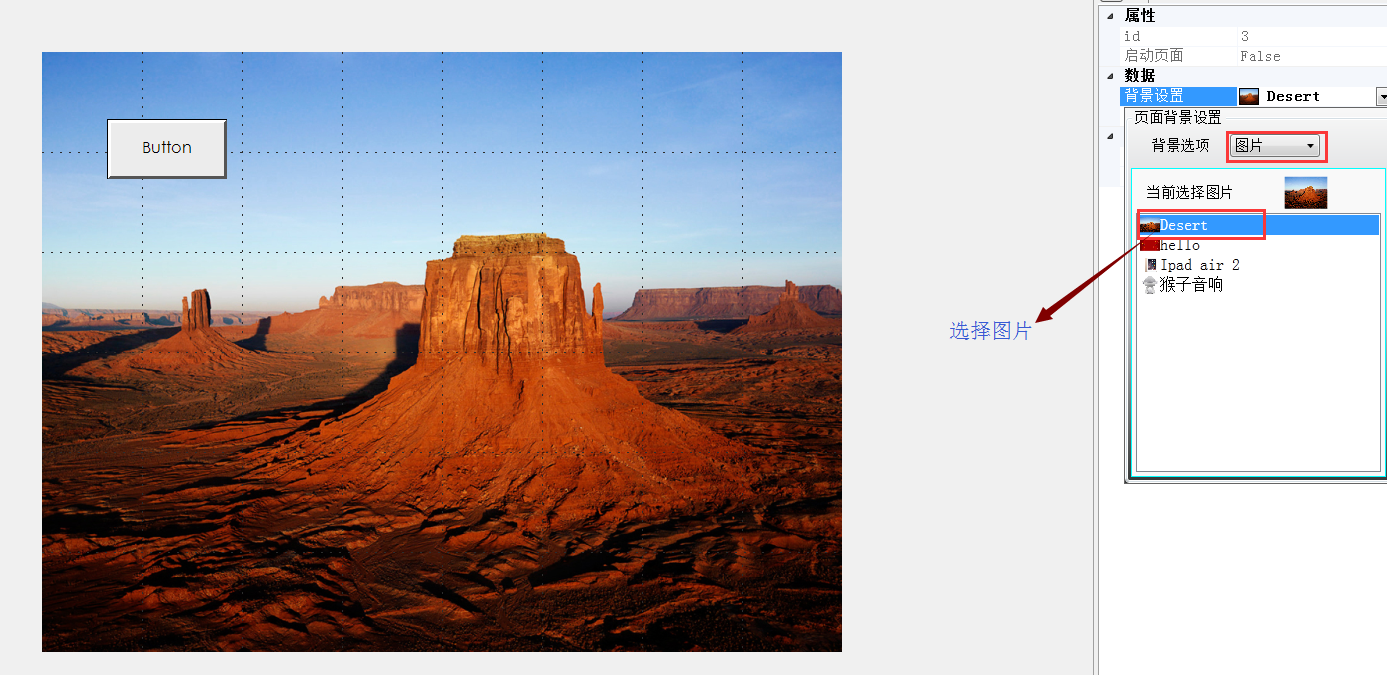 Button
选择图片
属性
id 3
启动页面 False
数据
背景设置 Desert
页面背景设置
背景选项 图片
当前选择图片
Desert
hello
Ipad air 2
猴子音响